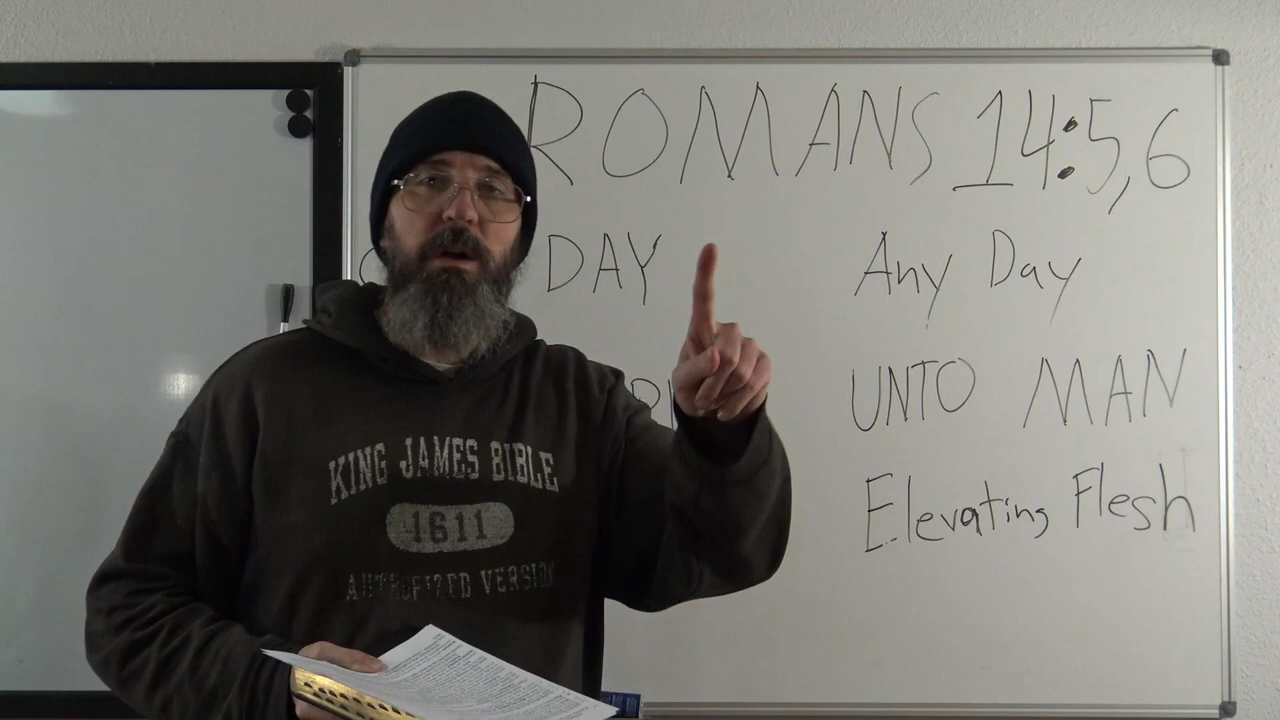 ROMANS 14:5,6
DAY Any Day
UNTO MAN
Elevating Flesh
KING JAMES BIBLE
1611
AUTHORIZED VERSION